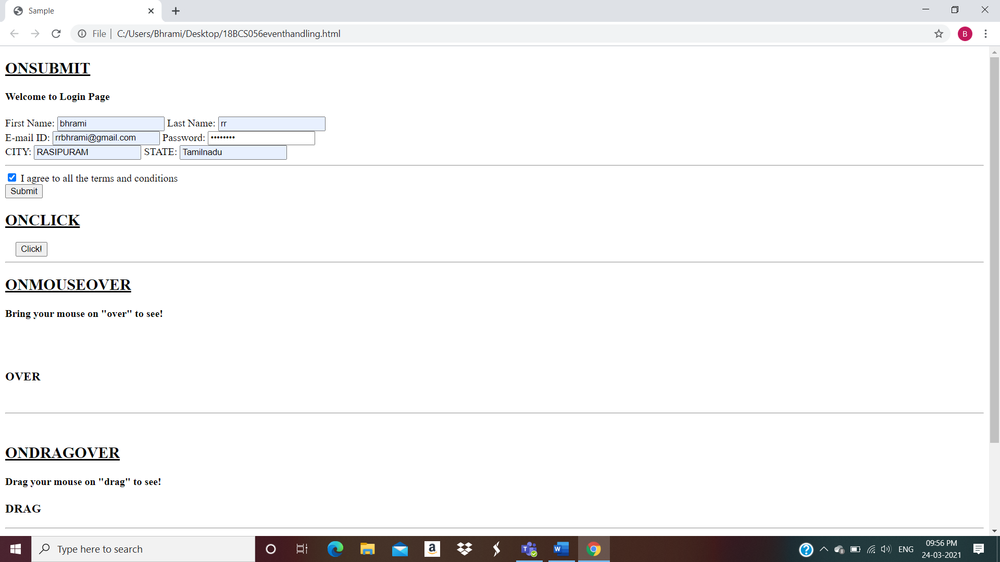 Sample
File | C:/Users/Bhrami/Desktop/18BCS056eventhandling.html
B
ONSUBMIT
Welcome to Login Page
First Name: bhrami Last Name: rr
E-mail ID: rrbhrami@gmail.com Password: ••••••••
CITY: RASIPURAM STATE: Tamilnadu
I agree to all the terms and conditions
Submit
ONCLICK
Click!
ONMOUSEOVER
Bring your mouse on "over" to see!
OVER
ONDRAGOVER
Drag your mouse on "drag" to see!
DRAG
Type here to search
ENG
09:56 PM
24-03-2021